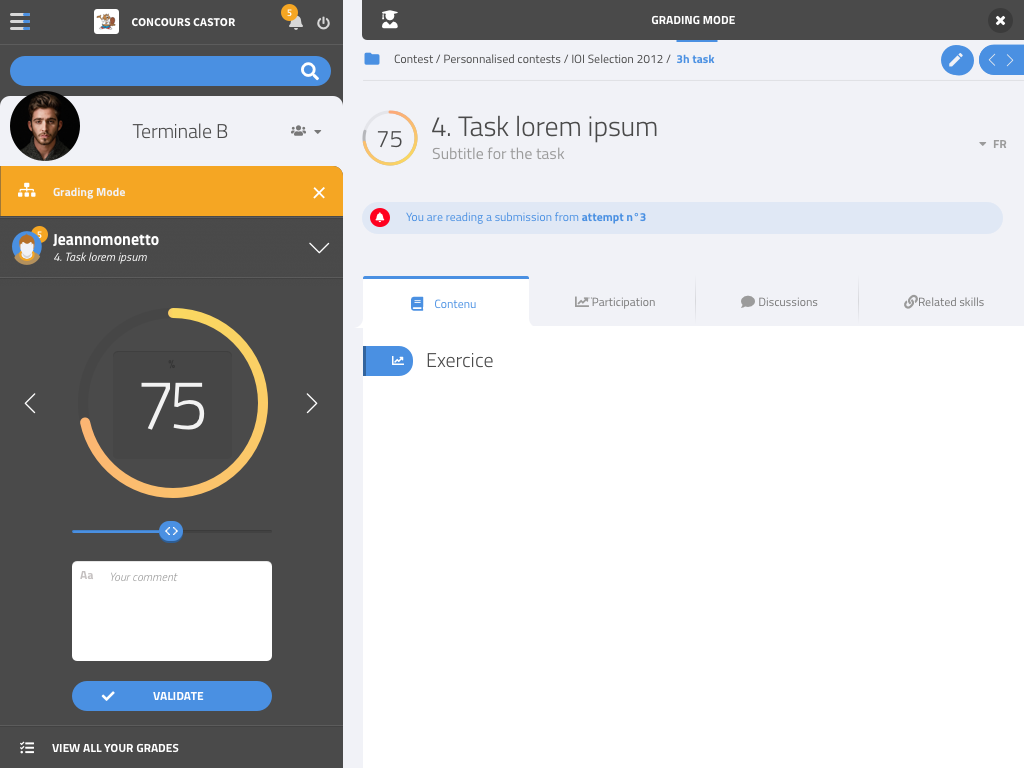 CONCOURS CASTOR
5
Terminale B
Grading Mode
5
Jeannomonetto
4. Task lorem ipsum
%
75
Aa Your comment
VALIDATE
VIEW ALL YOUR GRADES
GRADING MODE
Contest / Personnalised contests / IOI Selection 2012 / 3h task
75
4. Task lorem ipsum
Subtitle for the task
FR
You are reading a submission from attempt n°3
Contenu
Participation
Discussions
Related skills
Exercice